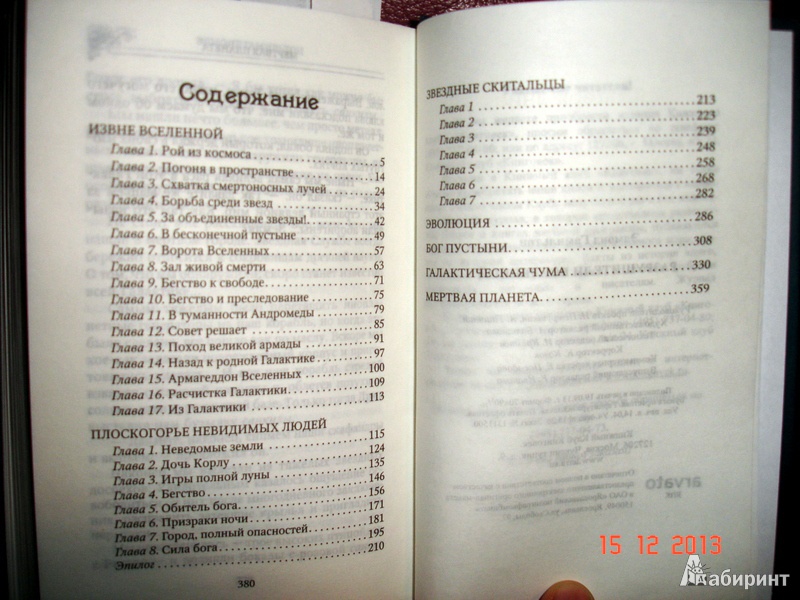 Содержание
ИЗВНЕ ВСЕЛЕННОЙ
Глава 1. Рой из космоса 5
Глава 2. Погоня в пространстве 14
Глава 3. Схватка смертоносных лучей 24
Глава 4. Борьба среди звезд 34
Глава 5. За объединенные звезды! 42
Глава 6. В бесконечной пустыне 49
Глава 7. Ворота Вселенных 57
Глава 8. Зал живой смерти 63
Глава 9. Бегство к свободе 71
Глава 10. Бегство и преследование 75
Глава 11. В туманности Андромеды 79
Глава 12. Совет решает 85
Глава 13. Поход великой армады 91
Глава 14. Назад к родной Галактике 97
Глава 15. Армагеддон Вселенных 100
Глава 16. Расчистка Галактики 109
Глава 17. Из Галактики 113
ПЛОСКОГОРЬЕ НЕВИДИМЫХ ЛЮДЕЙ
Глава 1. Неведомые земли 115
Глава 2. Дочь Корлу 124
Глава 3. Игры полной луны 135
Глава 4. Бегство 146
Глава 5. Обитель бога 156
Глава 6. Призраки ночи 171
Глава 7. Город, полный опасностей 181
Глава 8. Сила бога 195
Эпилог 210
380
ЗВЕЗДНЫЕ СКИТАЛЬЦЫ
Глава 1 213
Глава 2 223
Глава 3 239
Глава 4 248
Глава 5 258
Глава 6 268
Глава 7 282
ЭВОЛЮЦИЯ 286
БОГ ПУСТЫНИ 308
ГАЛАКТИЧЕСКАЯ ЧУМА 330
МЕРТВАЯ ПЛАНЕТА 359
arvato
15 12 2013
Лабиринт